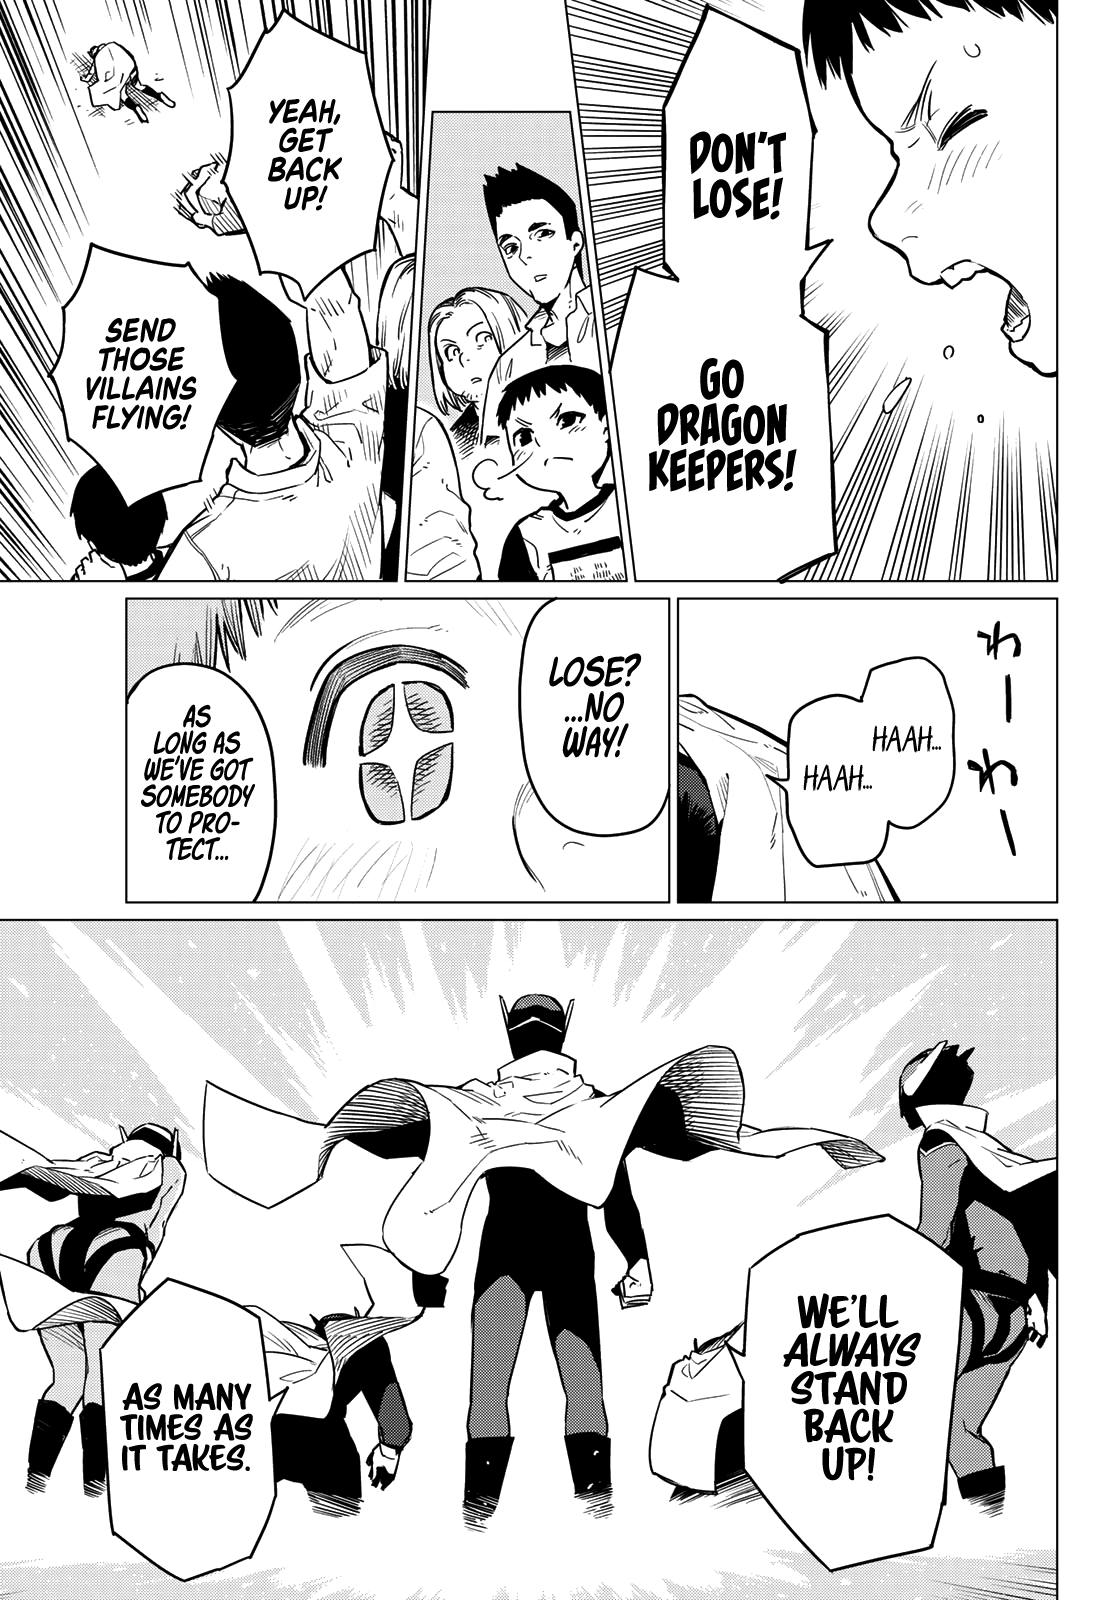 DON'T
LOSE!
GO
DRAGON
KEEPERS!
YEAH,
GET
BACK
UP!
SEND
THOSE
VILLAINS
FLYING!
わーわー
HAAH...
HAAH...
LOSE?
...NO
WAY!
AS
LONG AS
WE'VE GOT
SOMEBODY
TO PRO-
TECT...
WE'LL
ALWAYS
STAND
BACK
UP!
AS MANY
TIMES AS
IT TAKES.